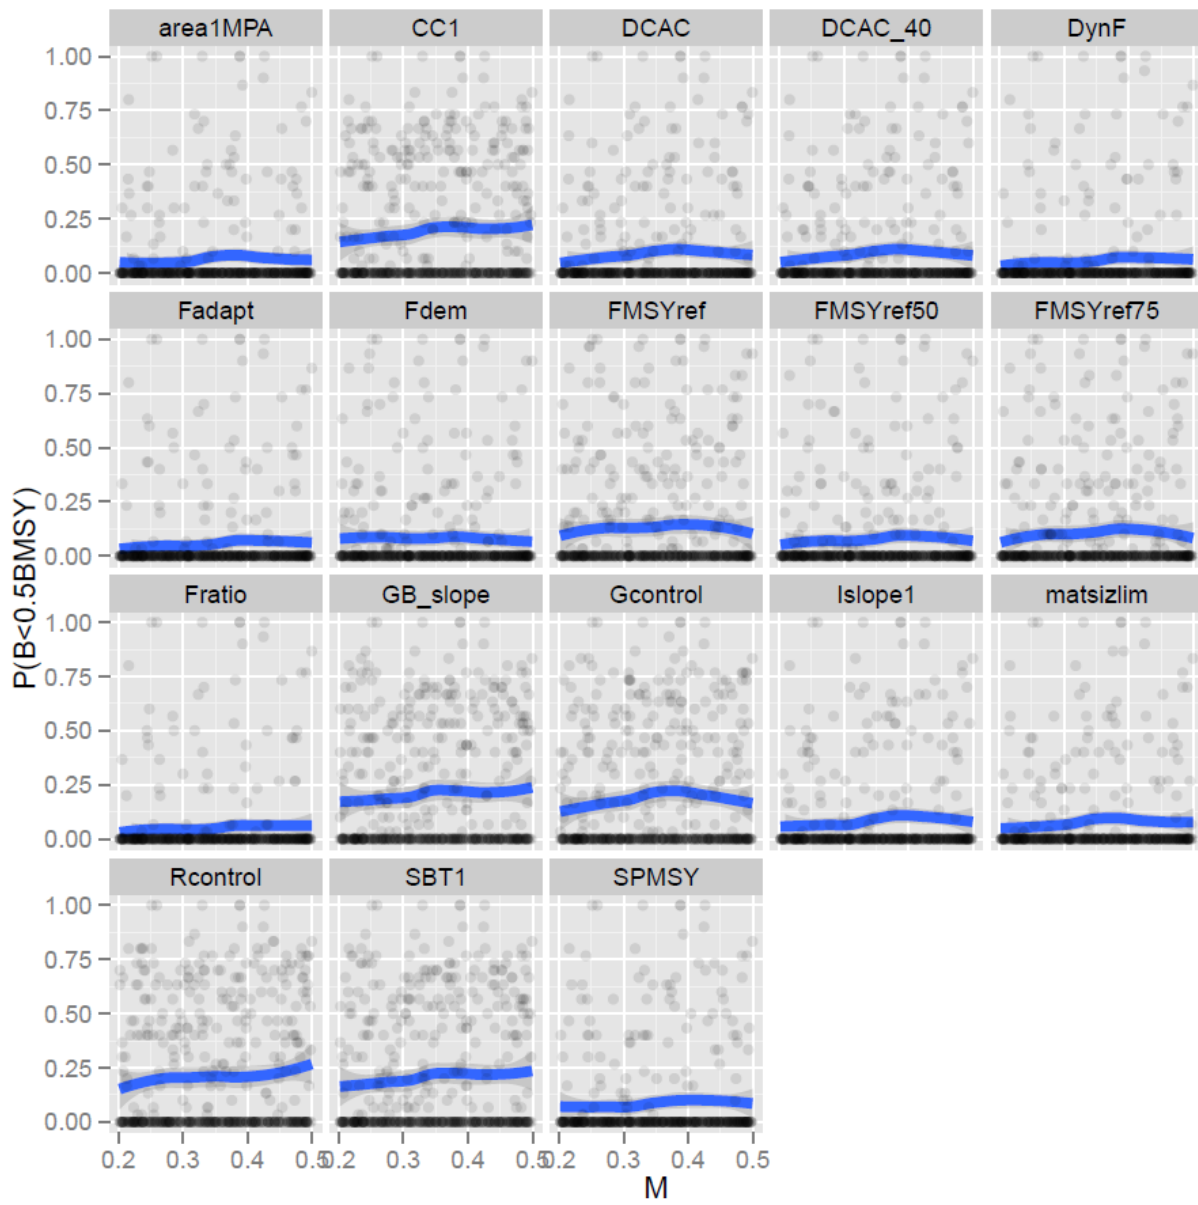 area1MPA CC1 DCAC DCAC_40 DynF
1.00
0.75
0.50
0.25
0.00
Fadapt Fdem FMSYref FMSYref50 FMSYref75
1.00
0.75
0.50
0.25
0.00
P(B<0.5BMSY)
Fratio GB_slope Gcontrol Islope1 matsizlim
1.00
0.75
0.50
0.25
0.00
Rcontrol SBT1 SPMSY
1.00
0.75
0.50
0.25
0.00
0.2 0.3 0.4 0.5 0.2 0.3 0.4 0.5 0.2 0.3 0.4 0.5
M